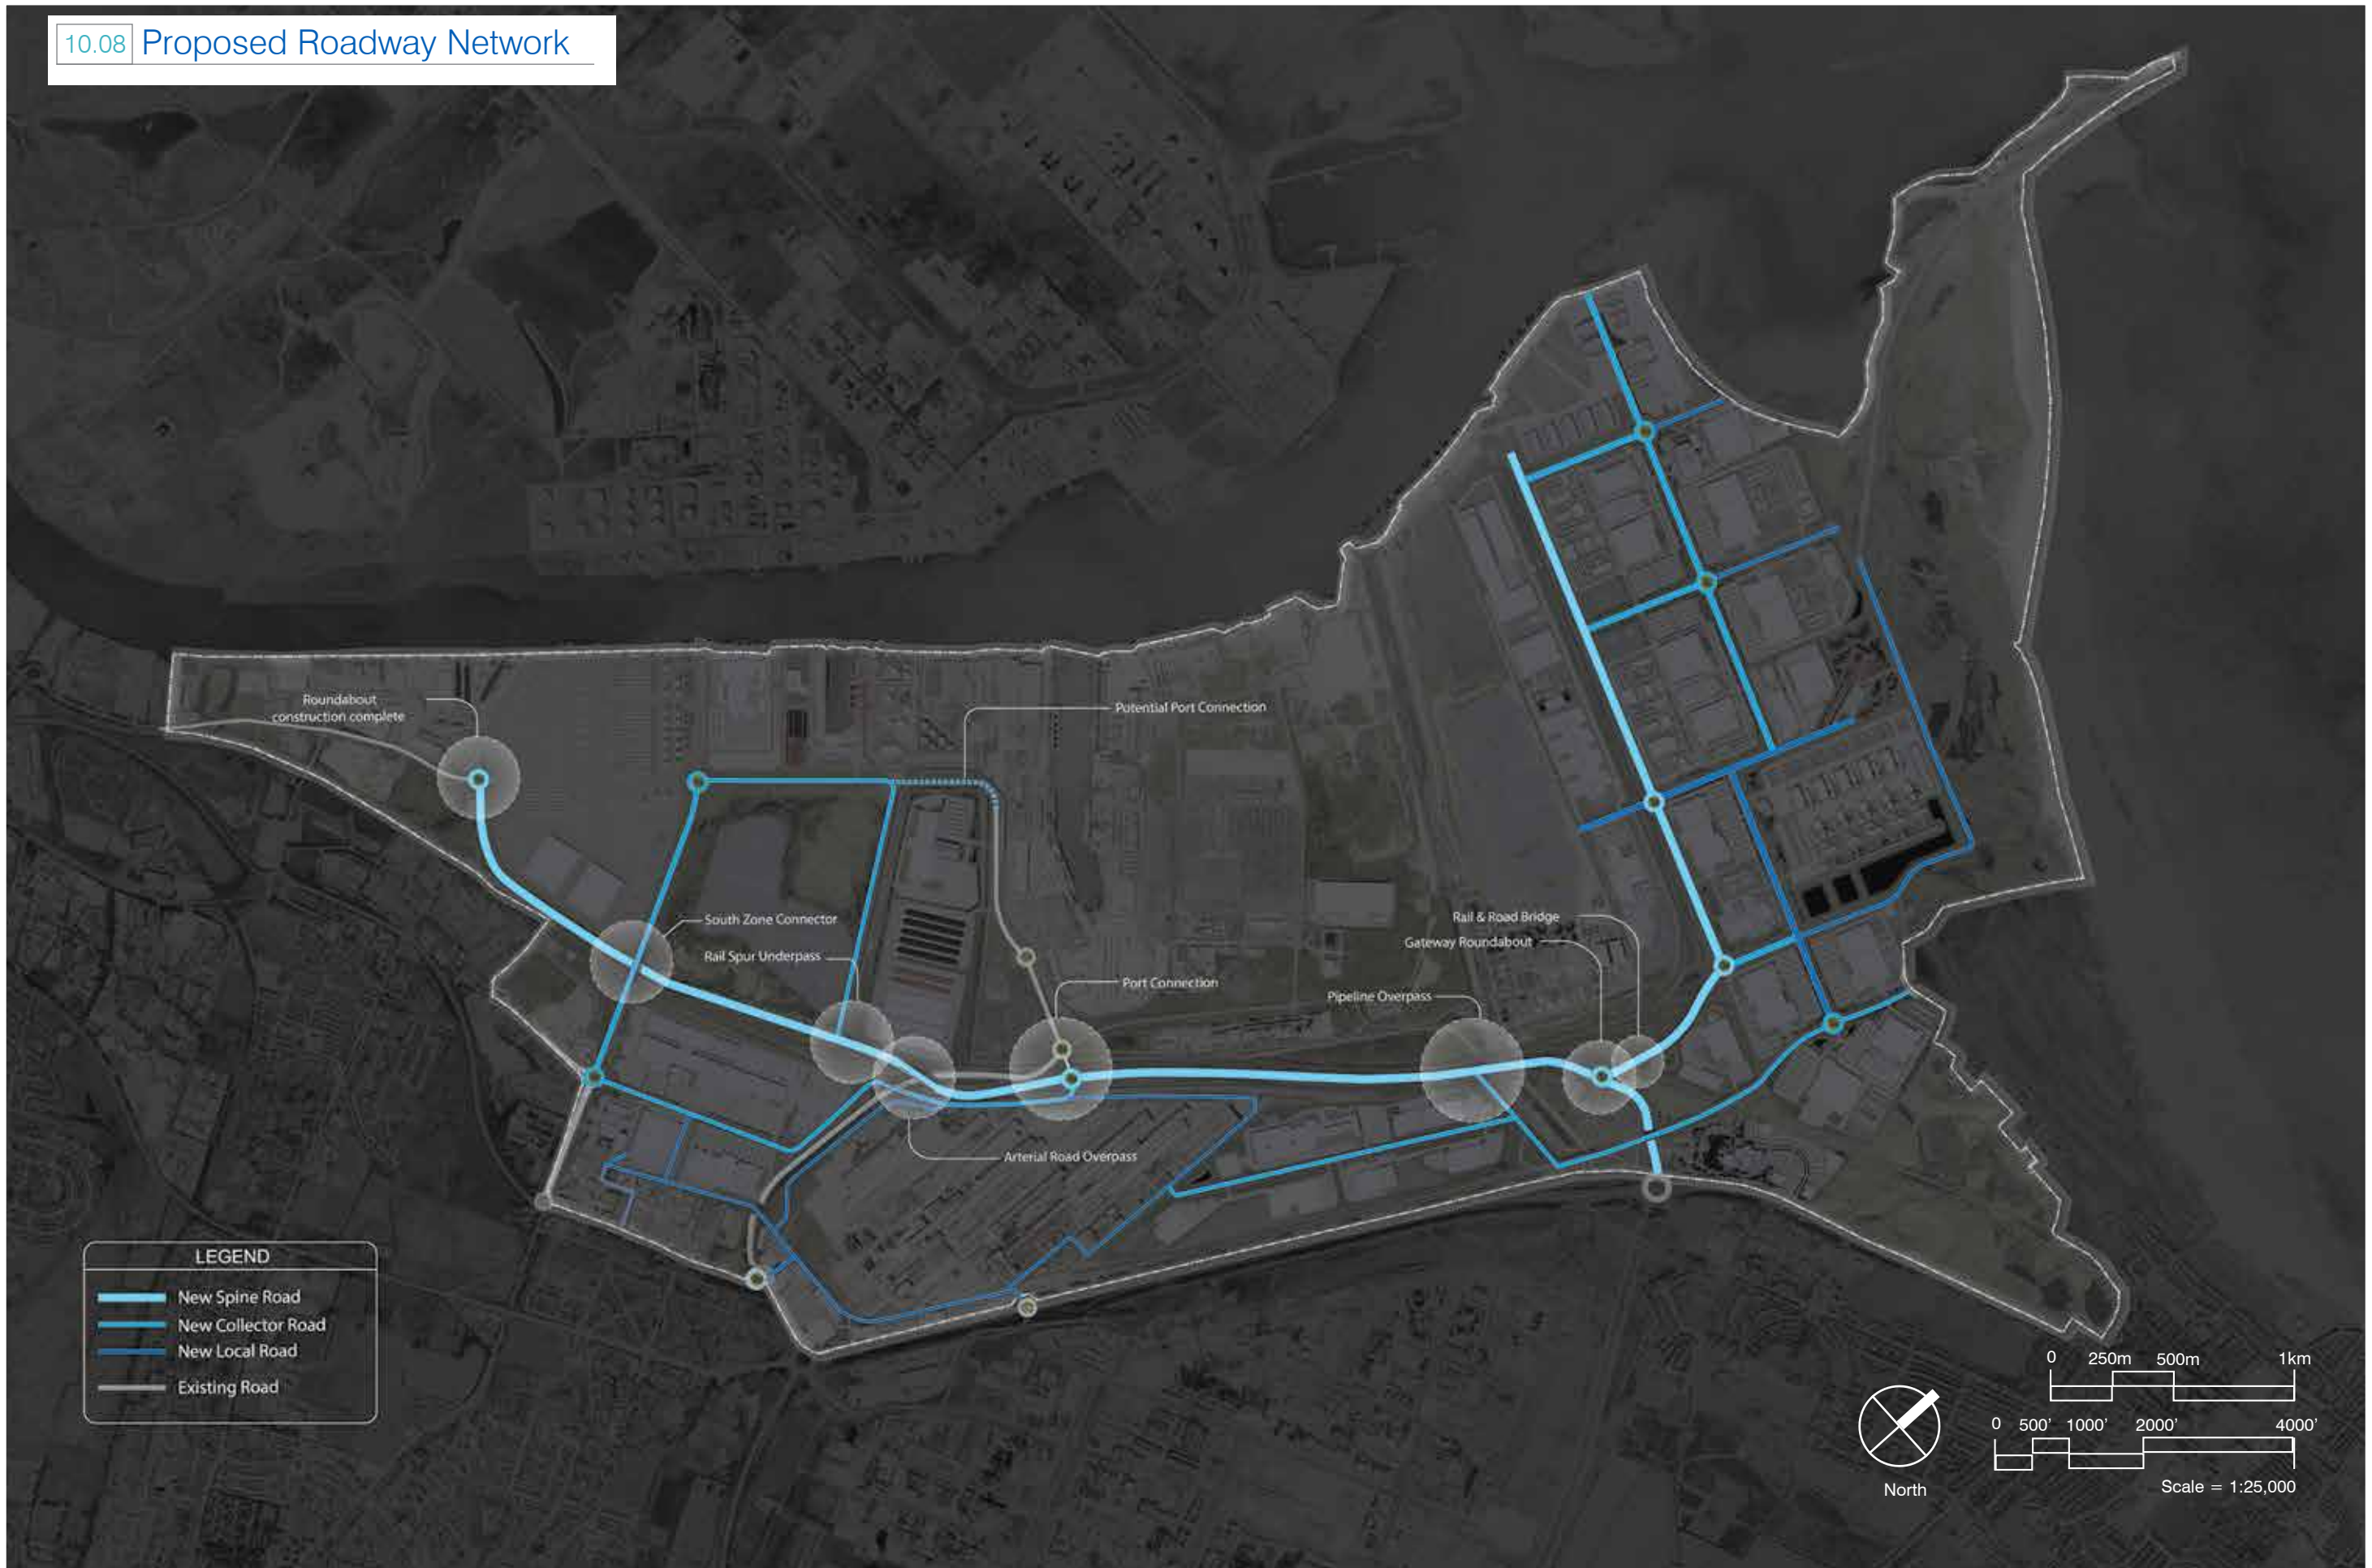 10.08 Proposed Roadway Network
Roundabout
construction complete
Potential Port Connection
South Zone Connector
Rail Spur Underpass
Port Connection
Rail & Road Bridge
Gateway Roundabout
Pipeline Overpass
Arterial Road Overpass
LEGEND
New Spine Road
New Collector Road
New Local Road
Existing Road
0 250m 500m 1km
0 500’ 1000’ 2000’ 4000’
North
Scale = 1:25,000